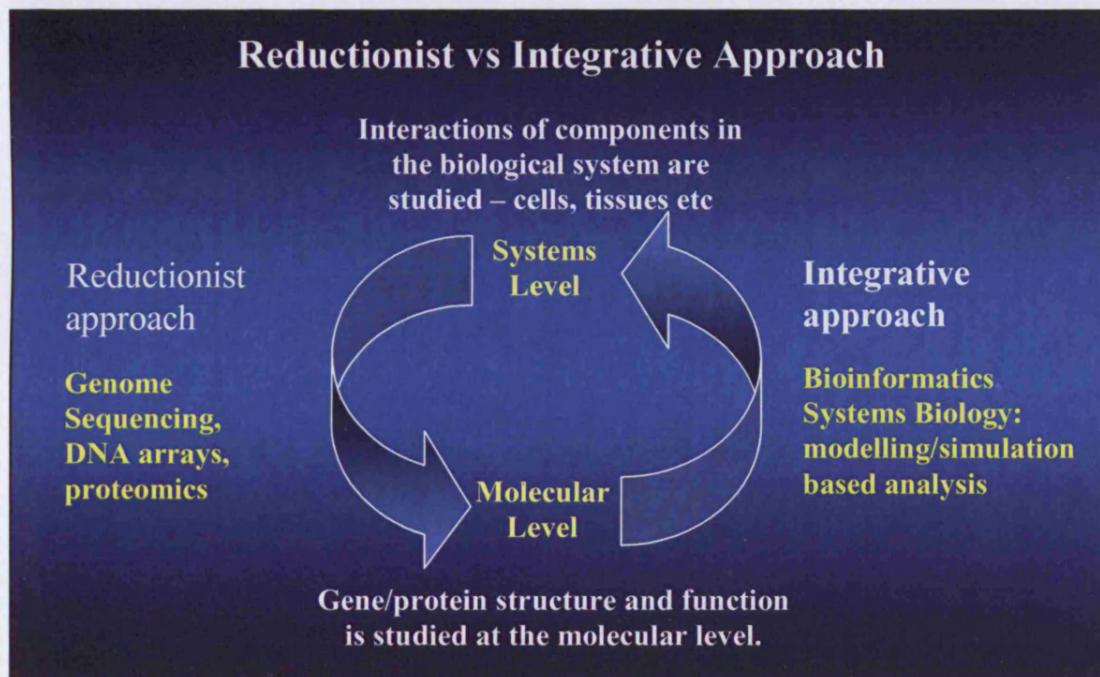 Reductionist vs Integrative Approach
Interactions of components in
the biological system are
studied – cells, tissues etc
Systems
Level
Reductionist
approach
Genome
Sequencing,
DNA arrays,
proteomics
Integrative
approach
Bioinformatics
Systems Biology:
modelling/simulation
based analysis
Molecular
Level
Gene/protein structure and function
is studied at the molecular level.